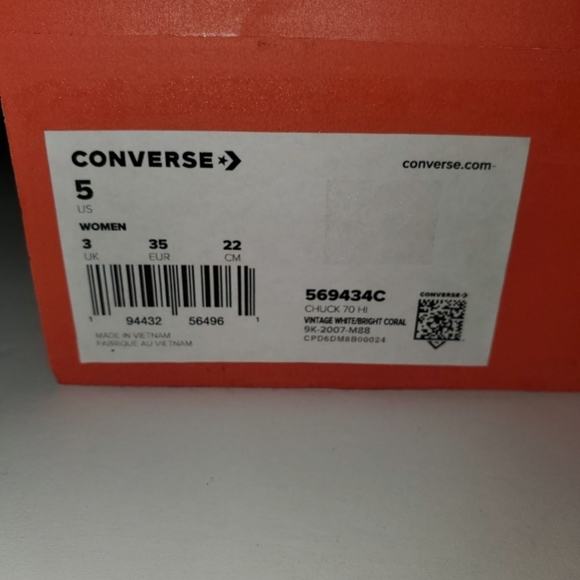 CONVERSE
converse.com
5
US
WOMEN
3 35 22
UK EUR CM
1 94432 56496 1
MADE IN VIETNAM
FABRIQUE AU VIETNAM
569434C
CHUCK 70 HI
VINTAGE WHITE/BRIGHT CORAL
9K-2007-M88
CPD6DM8B00024
CONVERSE